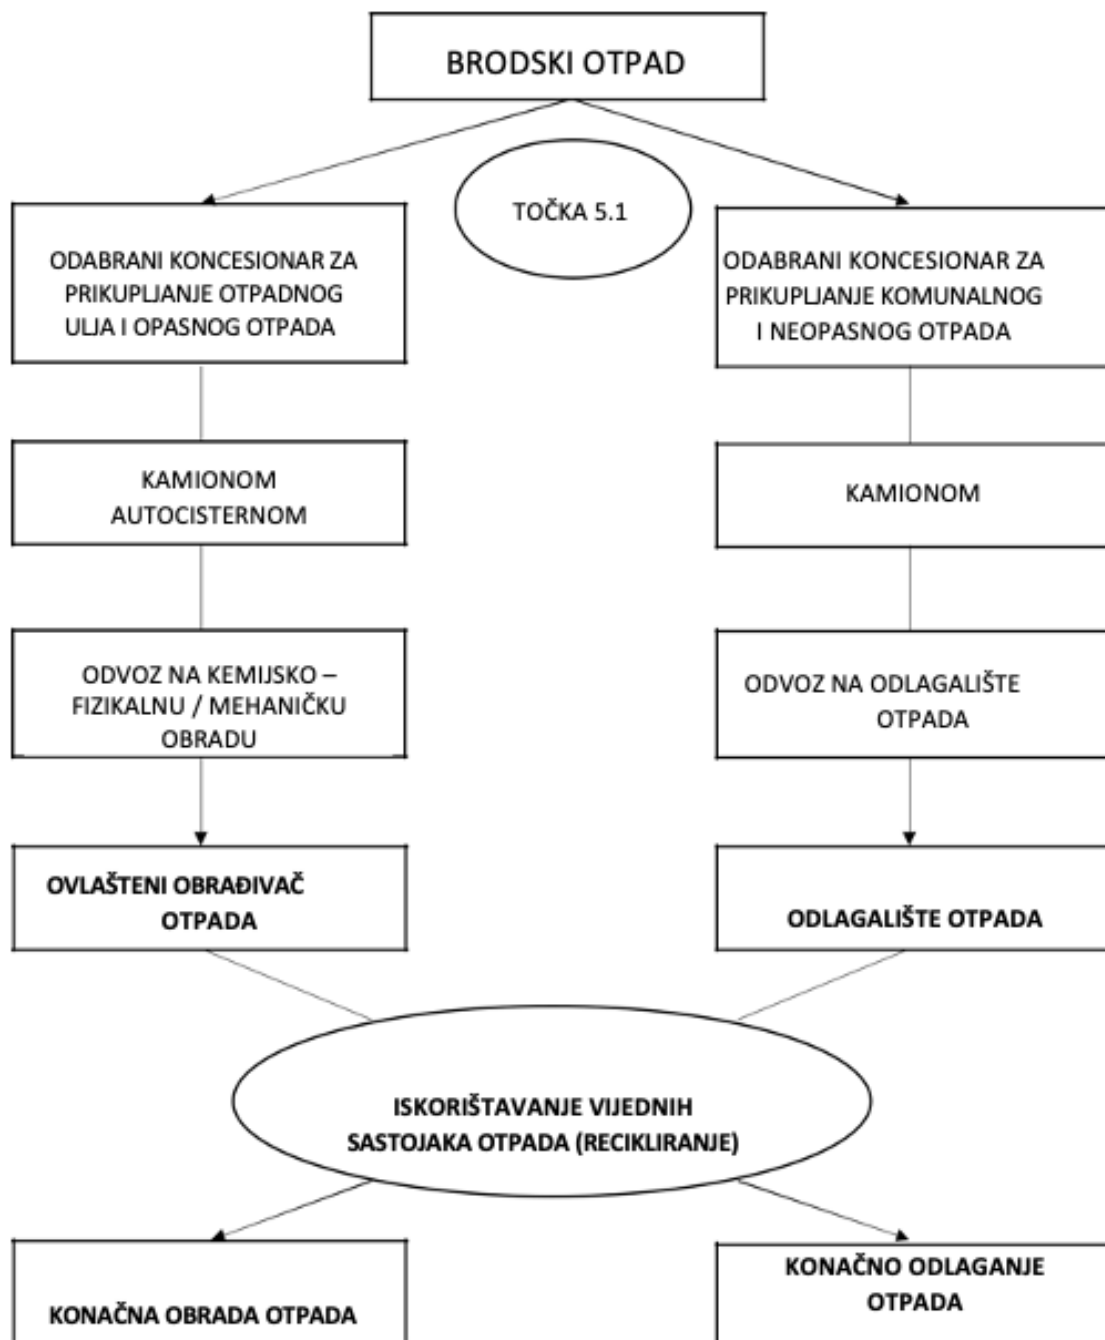 BRODSKI OTPAD
TOČKA 5.1
ODABRANI KONCESIONAR ZA
PRIKUPLJANJE OTPADNOG
ULJA I OPASNOG OTPADA
ODABRANI KONCESIONAR ZA
PRIKUPLJANJE KOMUNALNOG
I NEOPASNOG OTPADA
KAMIONOM
AUTOCISTERNOM
KAMIONOM
ODVOZ NA KEMIJSKO –
FIZIKALNU / MEHANIČKU
OBRADU
ODVOZ NA ODLAGALIŠTE
OTPADA
OVLAŠTENI OBRAĐIVAČ
OTPADA
ODLAGALIŠTE OTPADA
ISKORIŠTAVANJE VIJEDNIH
SASTOJAKA OTPADA (RECIKLIRANJE)
KONAČNA OBRADA OTPADA
KONAČNO ODLAGANJE
OTPADA